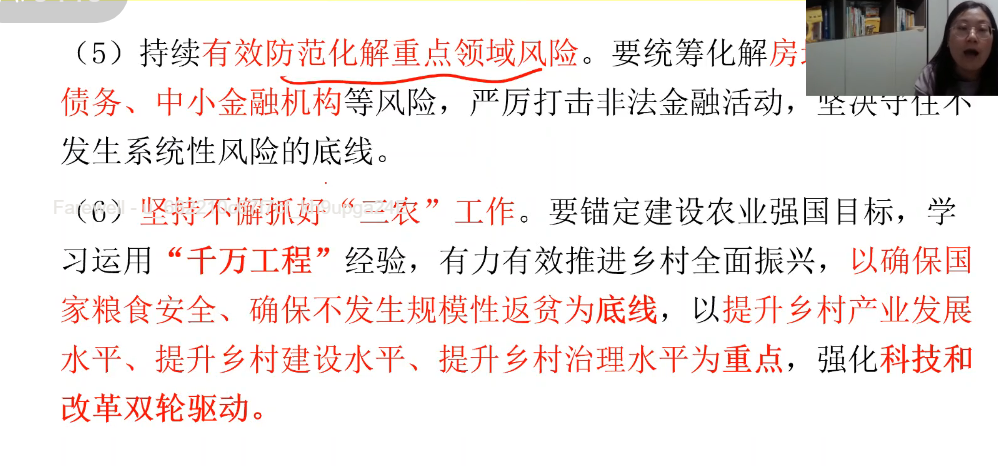 （5）持续有效防范化解重点领域风险。要统筹化解房
债务、中小金融机构等风险，严厉打击非法金融活动，坚决守住不
发生系统性风险的底线。
（6）坚持不懈抓好“三农”工作。要锚定建设农业强国目标，学
习运用“千万工程”经验，有力有效推进乡村全面振兴，以确保国
家粮食安全、确保不发生规模性返贫为底线，以提升乡村产业发展
水平、提升乡村建设水平、提升乡村治理水平为重点，强化科技和
改革双轮驱动。